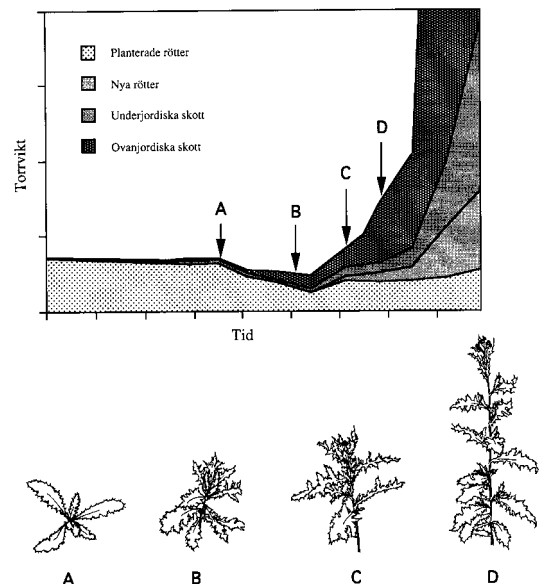 Planterade rötter
Nya rötter
Underjordiska skott
Ovanjordiska skott
Torrvikt
A
B
C
D
Tid
A
B
C
D